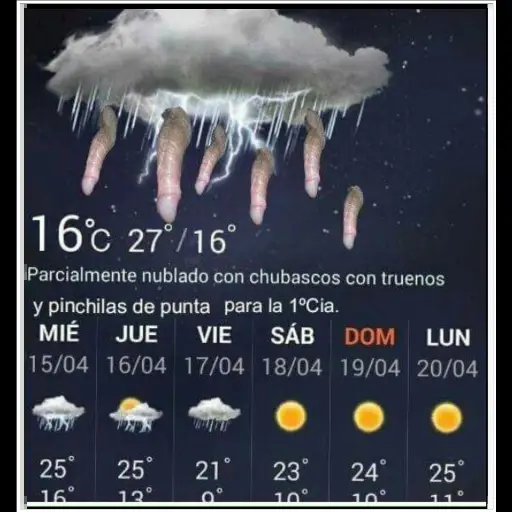 16°C 27°/16°
Parcialmente nublado con chubascos con truenos
y pinchilas de punta para la 1ºCia.
MIÉ JUE VIE SÁB DOM LUN
15/04 16/04 17/04 18/04 19/04 20/04
25° 25° 21° 23° 24° 25°
16° 13° 9° 10° 10° 11°